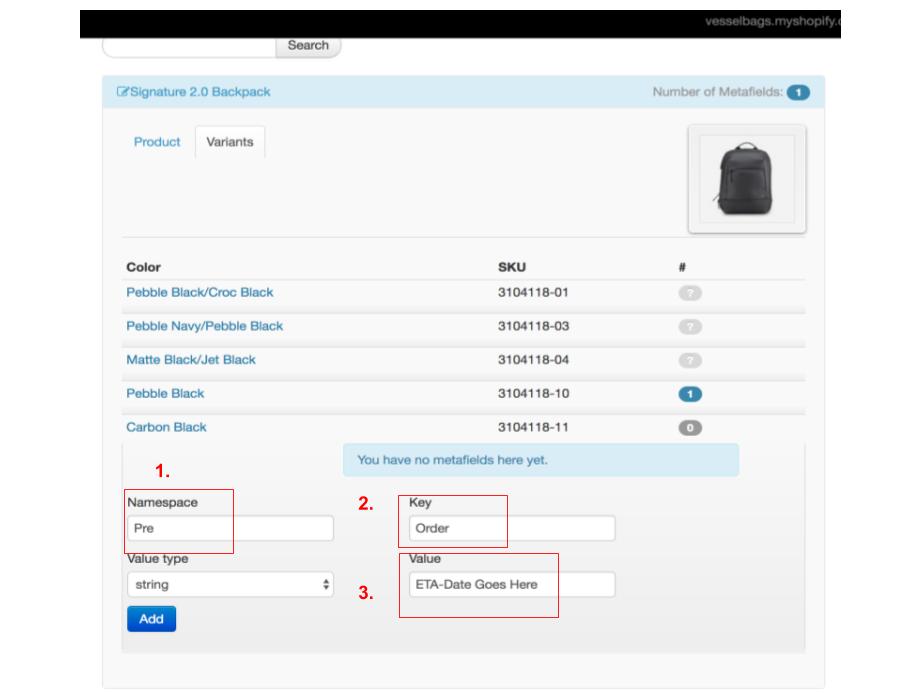 vesselbags.myshopify.c
Search
Signature 2.0 Backpack Number of Metafields: 1
Product Variants
Color SKU #
Pebble Black/Croc Black 3104118-01 ?
Pebble Navy/Pebble Black 3104118-03 ?
Matte Black/Jet Black 3104118-04 ?
Pebble Black 3104118-10 1
Carbon Black 3104118-11 0
You have no metafields here yet.
1.
Namespace 2. Key
Pre Order
Value type Value
string 3. ETA-Date Goes Here
Add